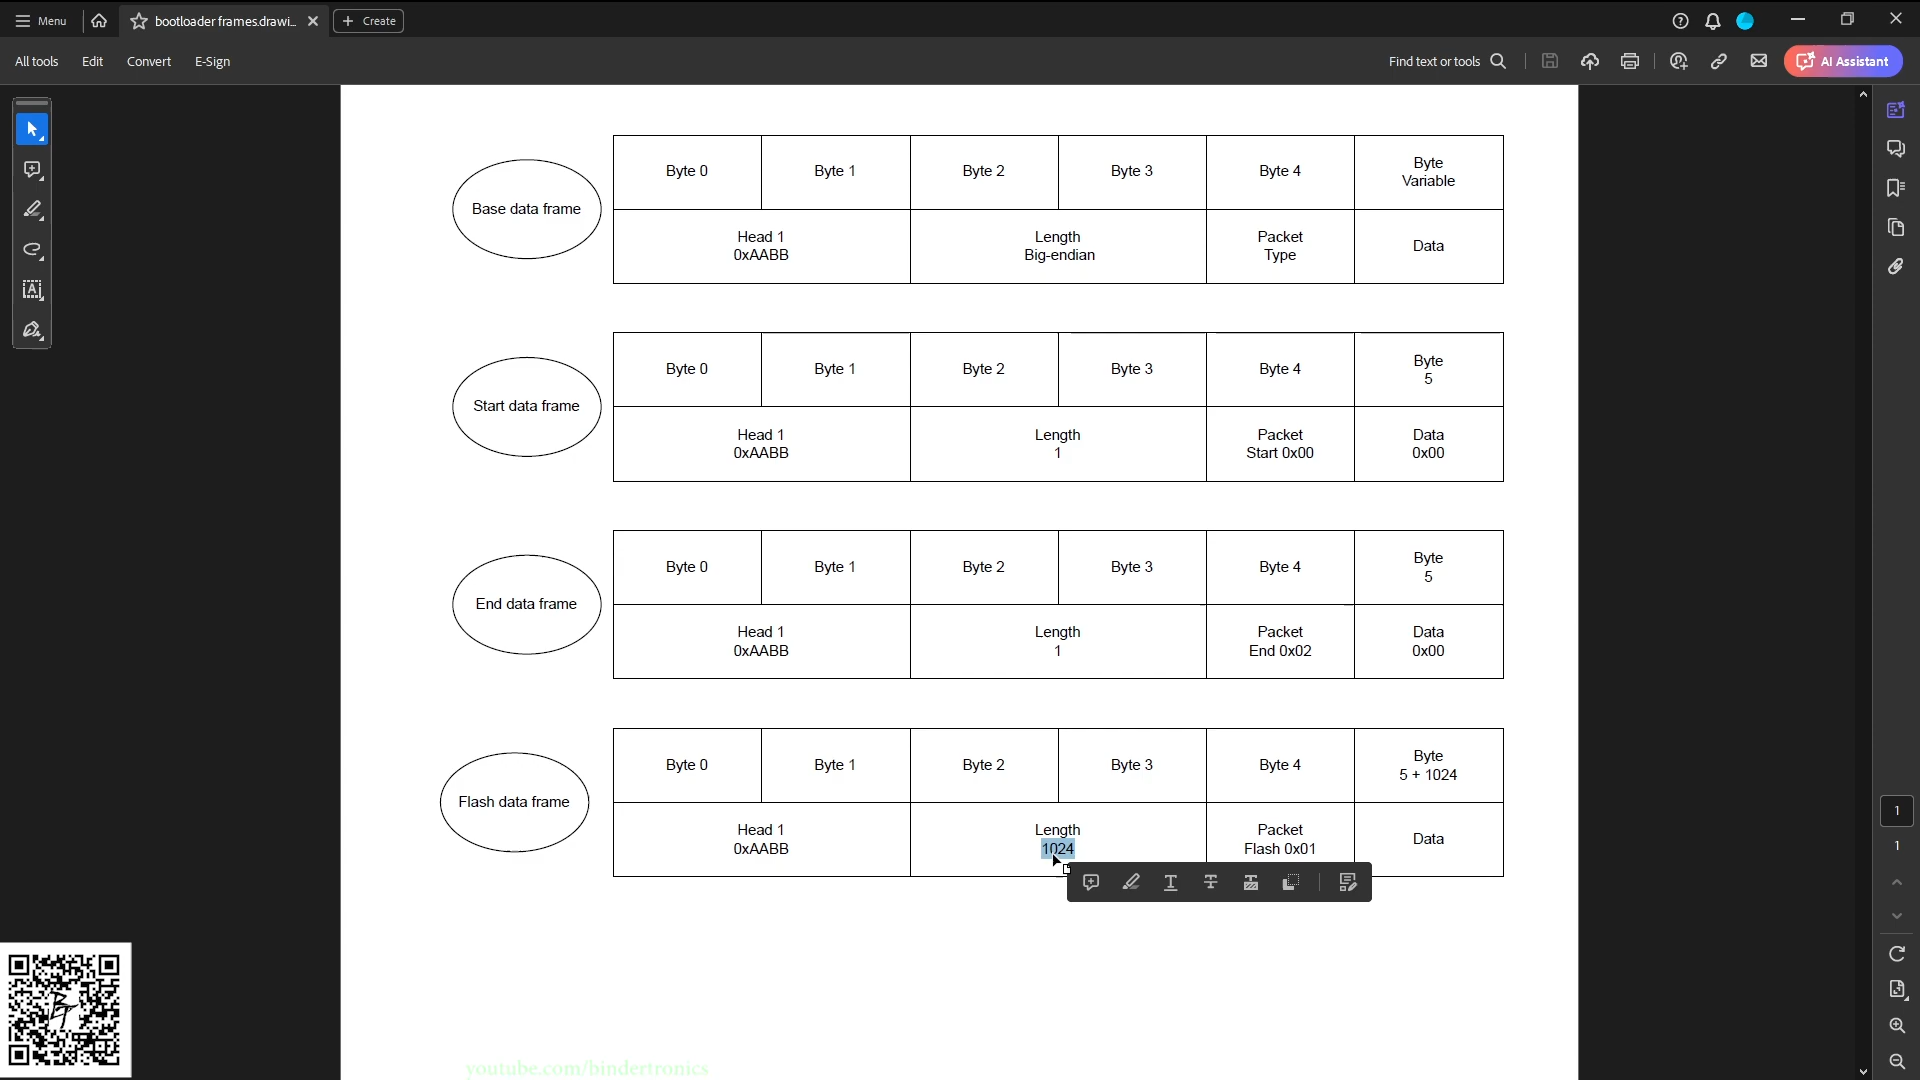 Menu
bootloader frames.drawi...
Create
All tools
Edit
Convert
E-Sign
Find text or tools
AI Assistant
Base data frame
Byte 0
Byte 1
Byte 2
Byte 3
Byte 4
Byte
Variable
Head 1
0xAABB
Length
Big-endian
Packet
Type
Data
Start data frame
Byte 0
Byte 1
Byte 2
Byte 3
Byte 4
Byte
5
Head 1
0xAABB
Length
1
Packet
Start 0x00
Data
0x00
End data frame
Byte 0
Byte 1
Byte 2
Byte 3
Byte 4
Byte
5
Head 1
0xAABB
Length
1
Packet
End 0x02
Data
0x00
Flash data frame
Byte 0
Byte 1
Byte 2
Byte 3
Byte 4
Byte
5 + 1024
Head 1
0xAABB
Length
1024
Packet
Flash 0x01
Data
1
1
youtube.com/bindertronics